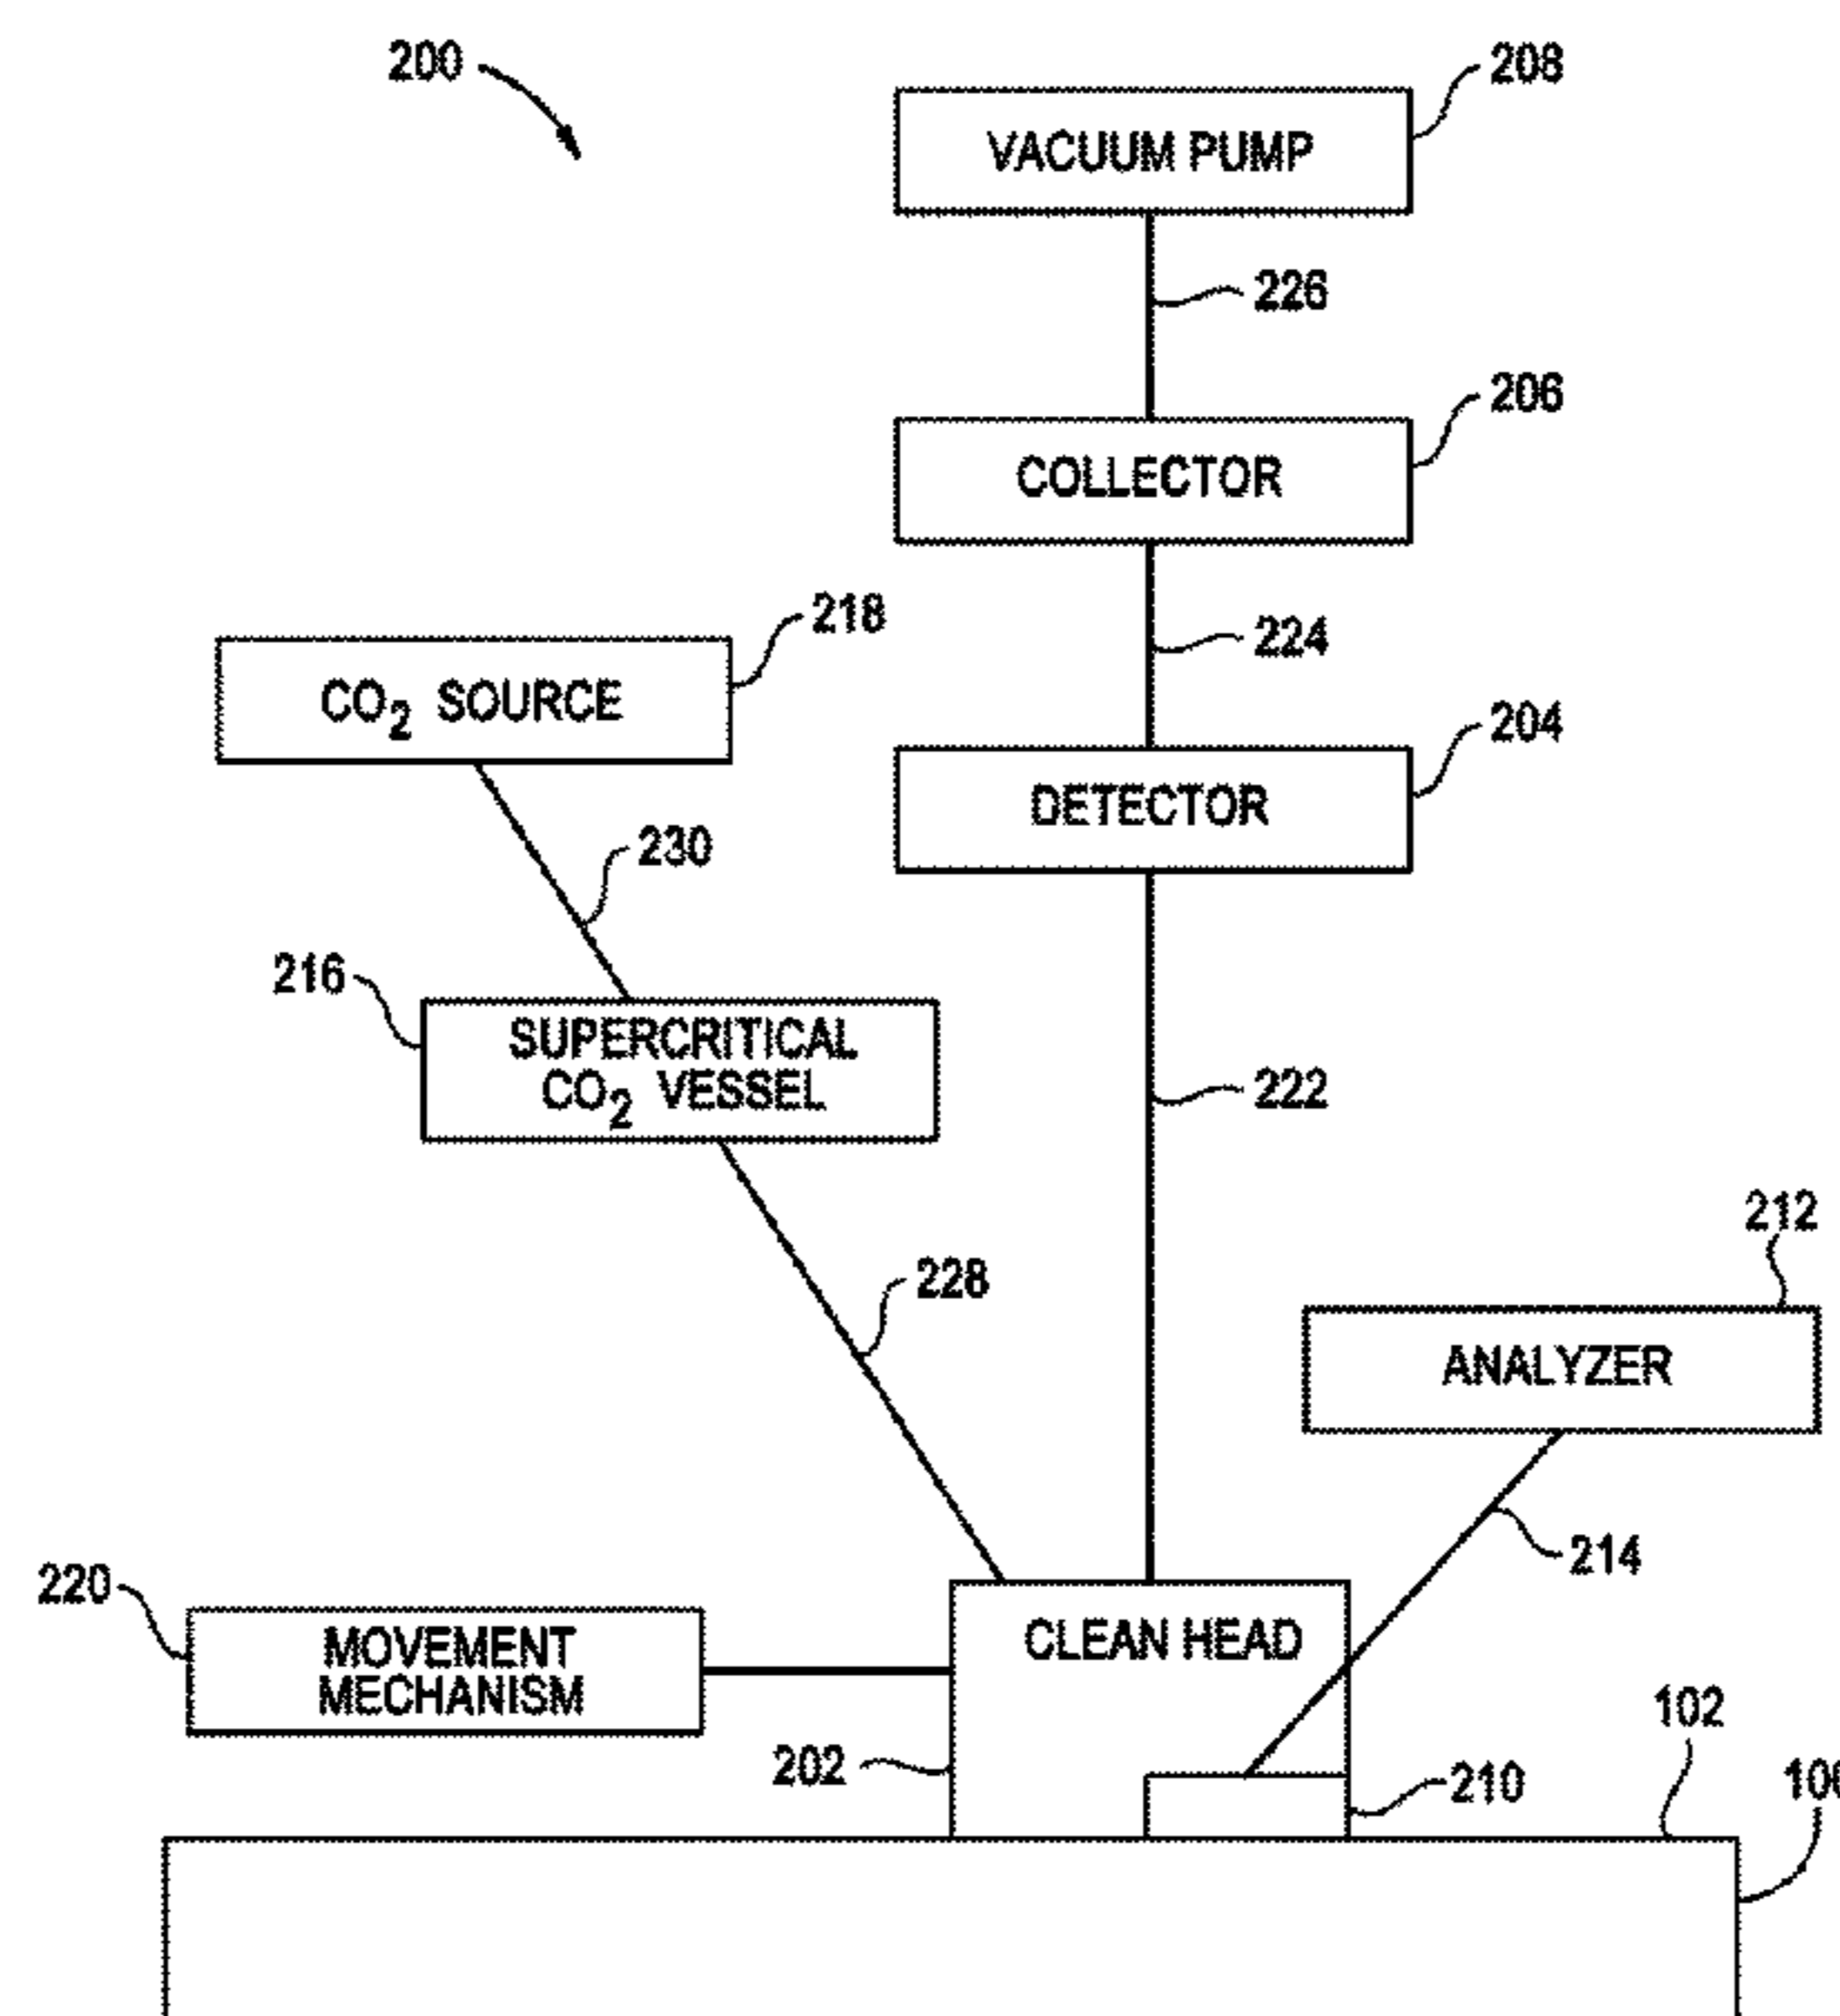 200
208
VACUUM PUMP
226
206
COLLECTOR
218
224
CO₂ SOURCE
204
DETECTOR
230
216
SUPERCRITICAL
CO₂ VESSEL
222
212
228
ANALYZER
214
220
CLEAN HEAD
MOVEMENT
MECHANISM
102
202
210